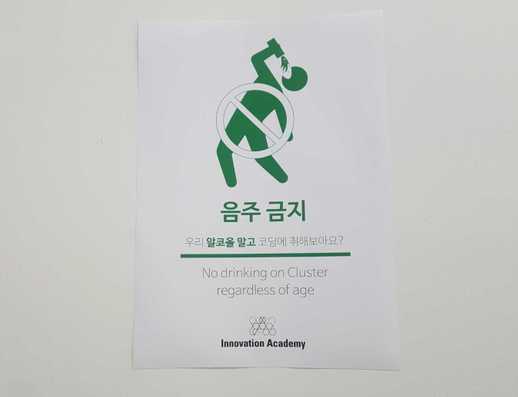 음주 금지
우리 알코올 말고 코딩에 취해보아요?
No drinking on Cluster
regardless of age
Innovation Academy